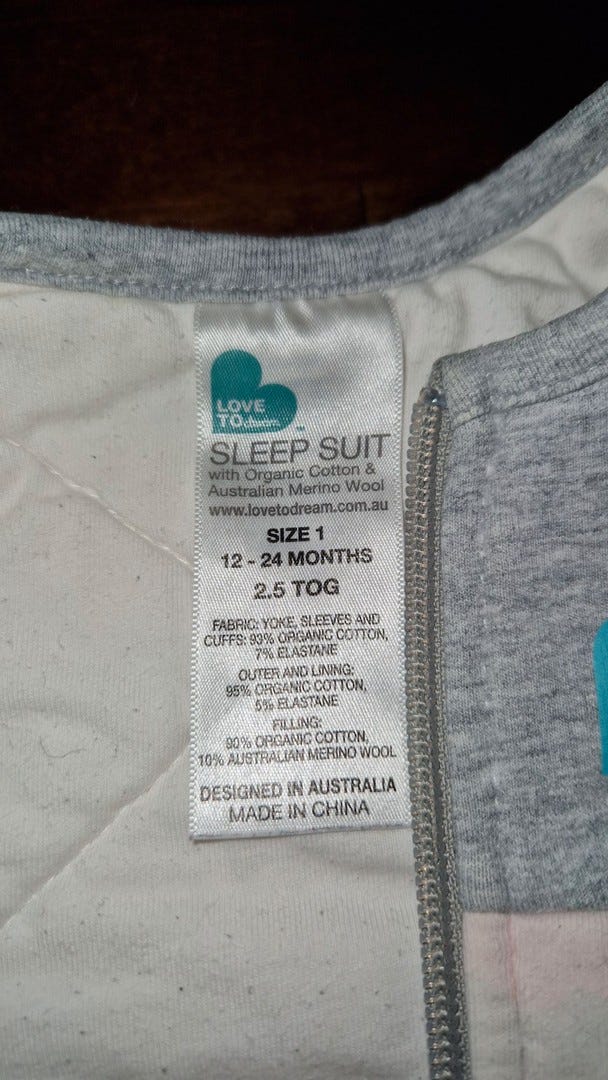 LOVE
TO dream
SLEEP SUIT
with Organic Cotton &
Australian Merino Wool
www.lovetodream.com.au
SIZE 1
12 - 24 MONTHS
2.5 TOG
FABRIC: YOKE, SLEEVES AND
CUFFS: 93% ORGANIC COTTON,
7% ELASTANE
OUTER AND LINING:
95% ORGANIC COTTON,
5% ELASTANE
FILLING:
90% ORGANIC COTTON,
10% AUSTRALIAN MERINO WOOL
DESIGNED IN AUSTRALIA
MADE IN CHINA